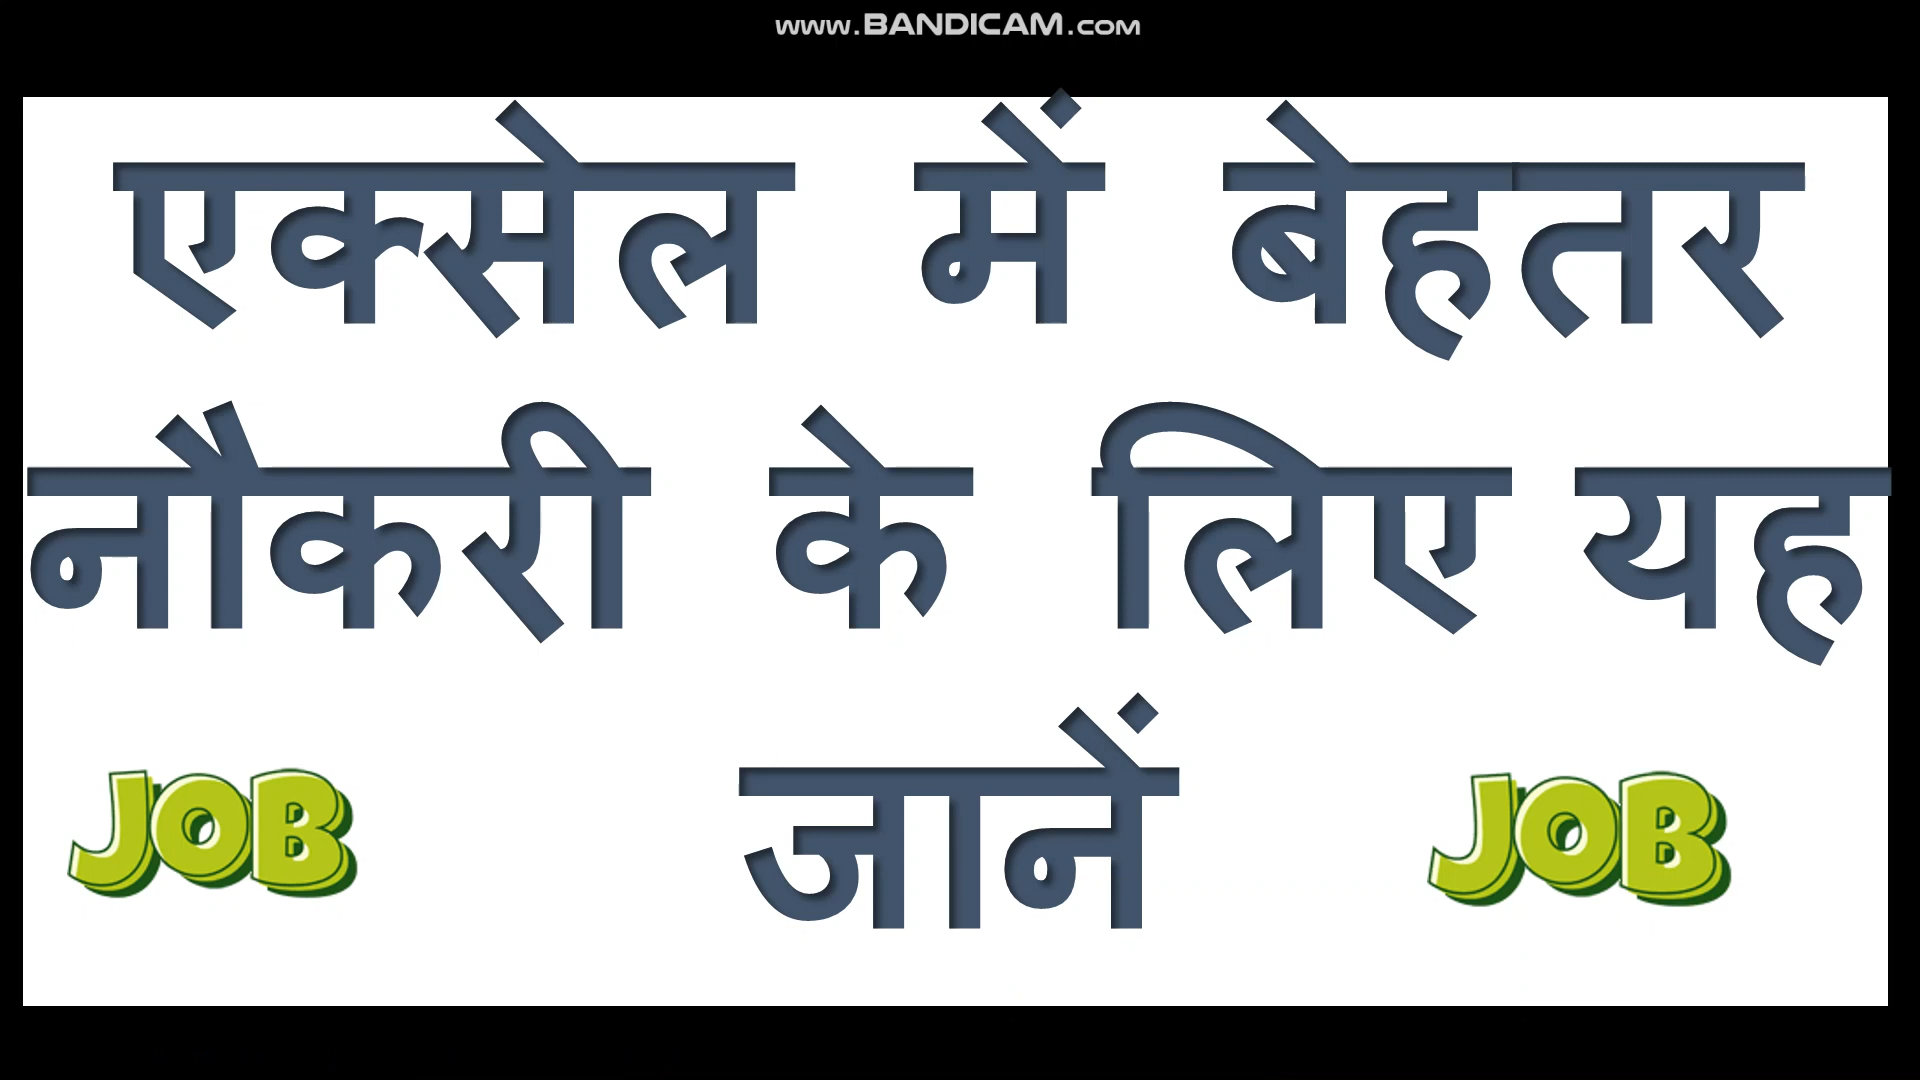 www.BANDICAM.COM
एक्सेल में बेहतर
नौकरी के लिए यह
जानें
JOB
JOB